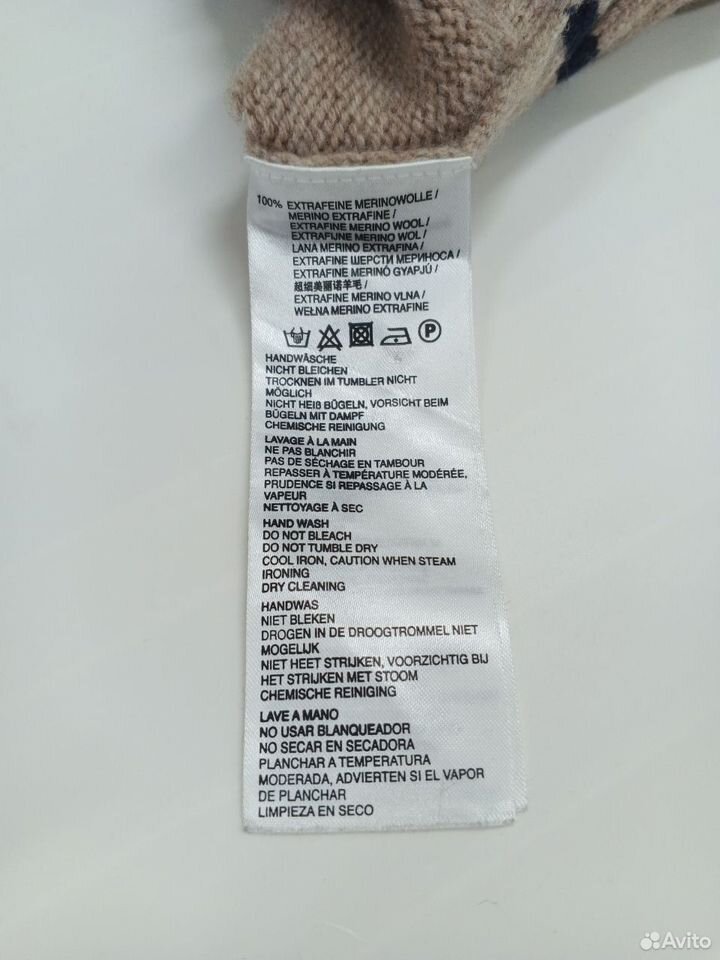 100% EXTRAFEINE MERINOWOLLE /
MERINO EXTRAFINE /
EXTRAFINE MERINO WOOL /
EXTRAFIJNE MERINO WOL /
LANA MERINO EXTRAFINA /
EXTRAFINE ШЕРСТИ МЕРИНОСА /
EXTRAFINE MERINÓ GYAPJÚ /
超细美丽诺羊毛 /
EXTRAFINE MERINO VLNA /
WEŁNA MERINO EXTRAFINE
P
HANDWÄSCHE
NICHT BLEICHEN
TROCKNEN IM TUMBLER NICHT
MÖGLICH
NICHT HEIß BÜGELN, VORSICHT BEIM
BÜGELN MIT DAMPF
CHEMISCHE REINIGUNG
LAVAGE À LA MAIN
NE PAS BLANCHIR
PAS DE SÉCHAGE EN TAMBOUR
REPASSER À TEMPÉRATURE MODÉRÉE,
PRUDENCE SI REPASSAGE À LA
VAPEUR
NETTOYAGE À SEC
HAND WASH
DO NOT BLEACH
DO NOT TUMBLE DRY
COOL IRON, CAUTION WHEN STEAM
IRONING
DRY CLEANING
HANDWAS
NIET BLEKEN
DROGEN IN DE DROOGTROMMEL NIET
MOGELIJK
NIET HEET STRIJKEN, VOORZICHTIG BIJ
HET STRIJKEN MET STOOM
CHEMISCHE REINIGING
LAVE A MANO
NO USAR BLANQUEADOR
NO SECAR EN SECADORA
PLANCHAR A TEMPERATURA
MODERADA, ADVIERTEN SI EL VAPOR
DE PLANCHAR
LIMPIEZA EN SECO
Avito